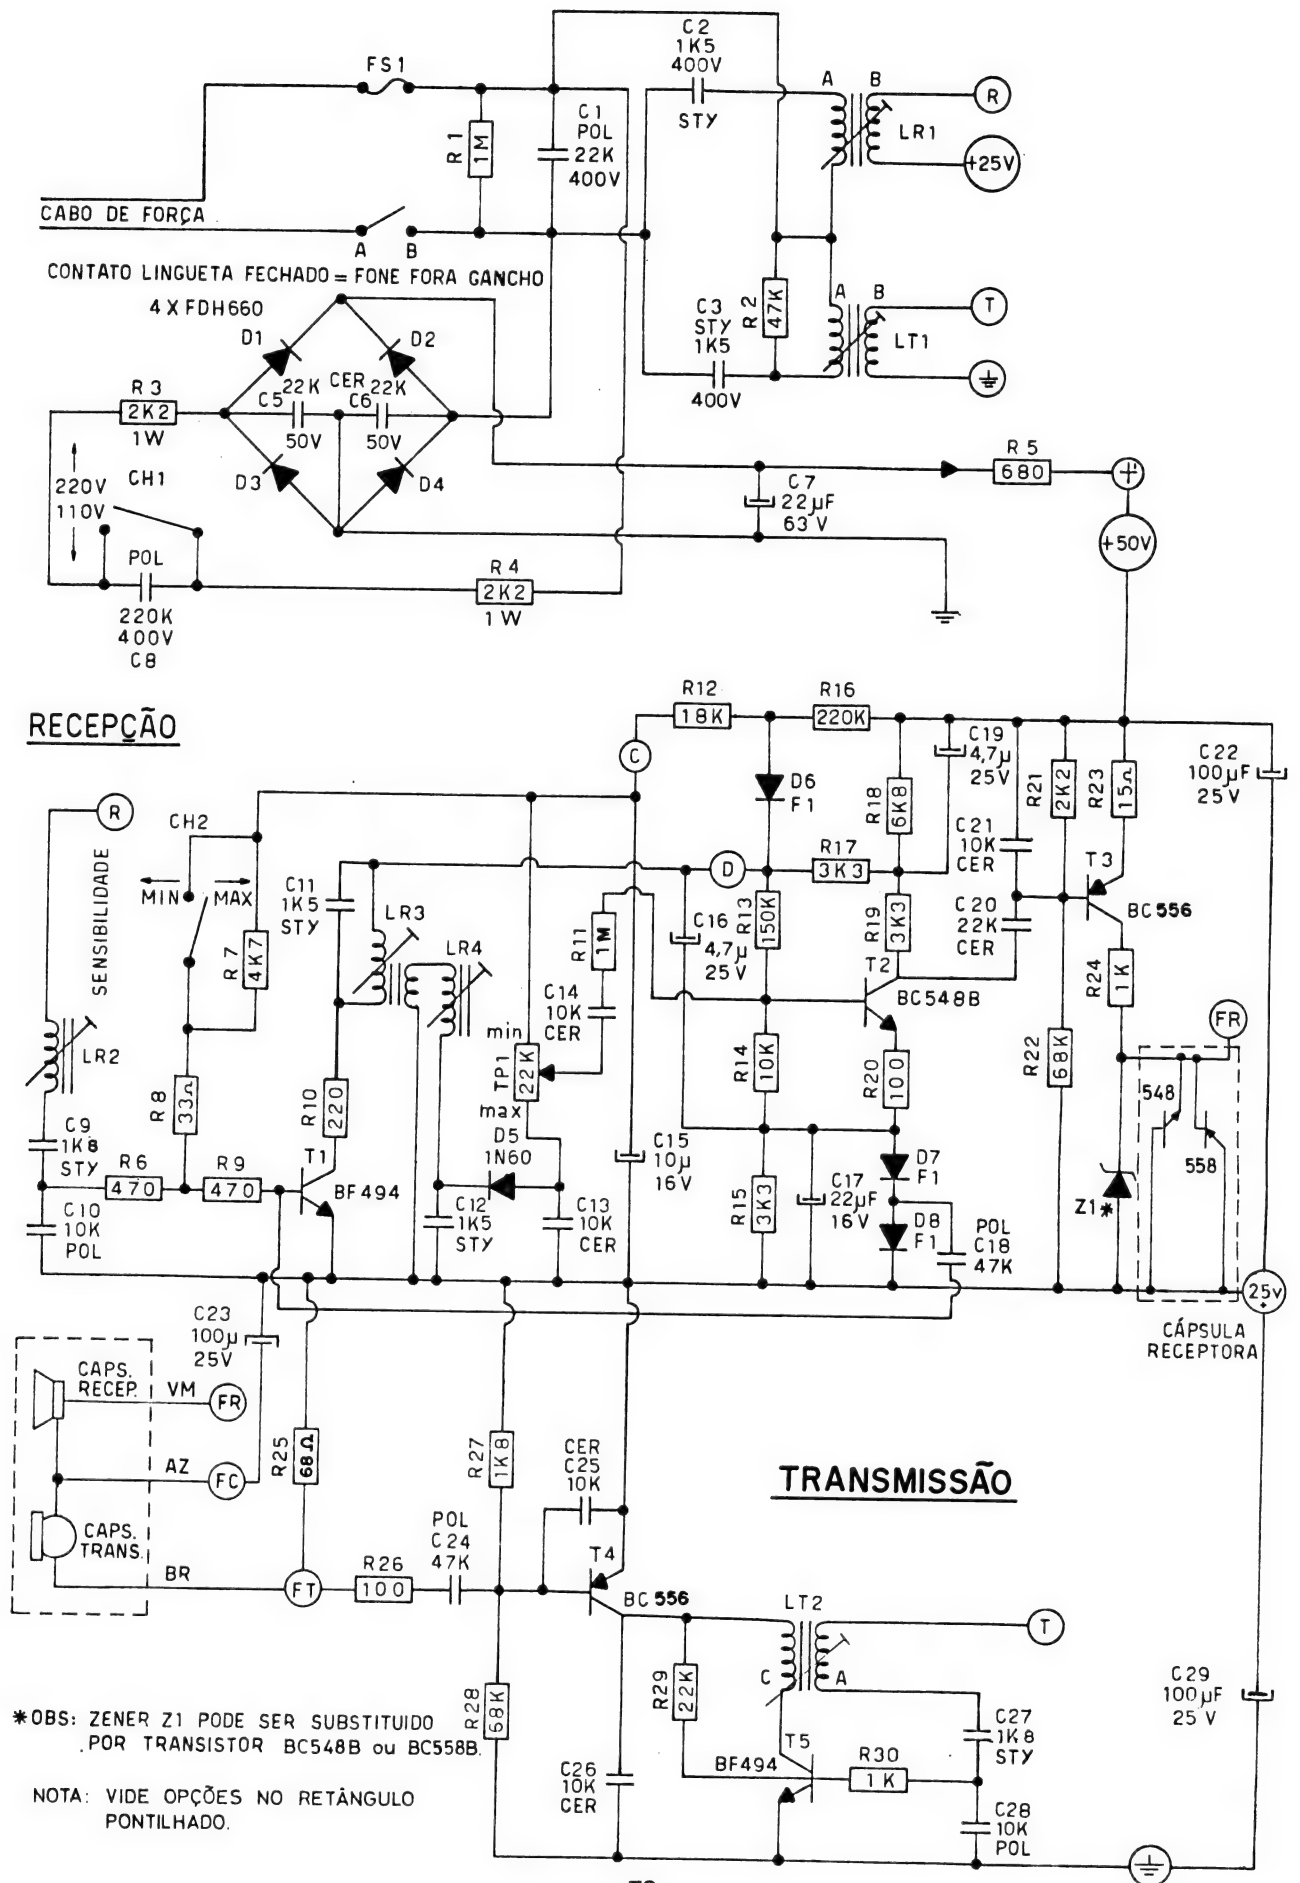 FS1
C2
1K5
400V
STY
A
B
R
LR1
+25V
C1
POL
22K
400V
R1
1M
CABO DE FORÇA
A
B
CONTATO LINGUETA FECHADO = FONE FORA GANCHO
4 X FDH660
D1
D2
R2
47K
C3
STY
1K5
400V
A
B
T
LT1
R3
2K2
1W
22K
CER
22K
C5
C6
50V
50V
D3
D4
220V
110V
CH1
POL
220K
400V
C8
R4
2K2
1W
C7
22µF
63V
R5
680
+
+50V
RECEPÇÃO
R12
18K
R16
220K
C
C19
4,7µ
25V
C22
100µF
25V
R
CH2
MIN
MAX
SENSIBILIDADE
R7
4K7
D6
F1
R18
6K8
R21
2K2
R23
15Ω
C21
10K
CER
C11
1K5
STY
LR3
LR4
D
R17
3K3
T3
BC556
R11
1M
C16
4,7µ
25V
R13
150K
R19
3K3
C20
22K
CER
T2
BC548B
R24
1K
FR
C14
10K
CER
LR2
min
TP1
22K
max
R14
10K
R20
100
R22
68K
548
558
R8
33Ω
R10
220
C9
1K8
STY
R6
470
R9
470
T1
BF494
D5
1N60
C15
10µ
16V
D7
F1
C10
10K
POL
C12
1K5
STY
C13
10K
CER
R15
3K3
C17
22µF
16V
D8
F1
POL
C18
47K
Z1*
25V
+
C23
100µ
25V
CÁPSULA
RECEPTORA
CAPS.
RECEP.
VM
FR
AZ
FC
R25
68Ω
R27
1K8
CER
C25
10K
TRANSMISSÃO
CAPS.
TRANS.
BR
FT
R26
100
POL
C24
47K
T4
BC556
LT2
T
C
A
R29
22K
R28
68K
C29
100µF
25V
C27
1K8
STY
T5
BF494
R30
1K
C26
10K
CER
C28
10K
POL
*OBS: ZENER Z1 PODE SER SUBSTITUIDO
POR TRANSISTOR BC548B ou BC558B.
NOTA: VIDE OPÇÕES NO RETÂNGULO
PONTILHADO.